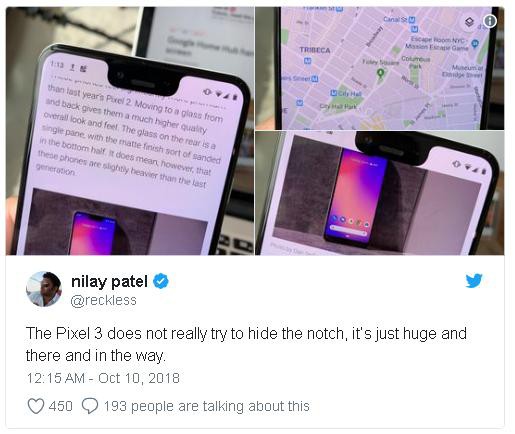 Google Home Hub
screen
1:13
than last year's Pixel 2. Moving to a glass from
and back gives them a much higher quality
overall look and feel. The glass on the rear is a
single pane, with the matte finish sort of sanded
in the bottom half. It does mean, however, that
these phones are slightly heavier than the last
generation.
Canal St
Broadway
Escape Room NYC
Mission Escape Game
TRIBECA
Foley Square
Columbus
Park
Museum at
Eldridge Street
City Hall
City Hall
Photo by
nilay patel
@reckless
The Pixel 3 does not really try to hide the notch, it's just huge and
there and in the way.
12:15 AM - Oct 10, 2018
450 193 people are talking about this